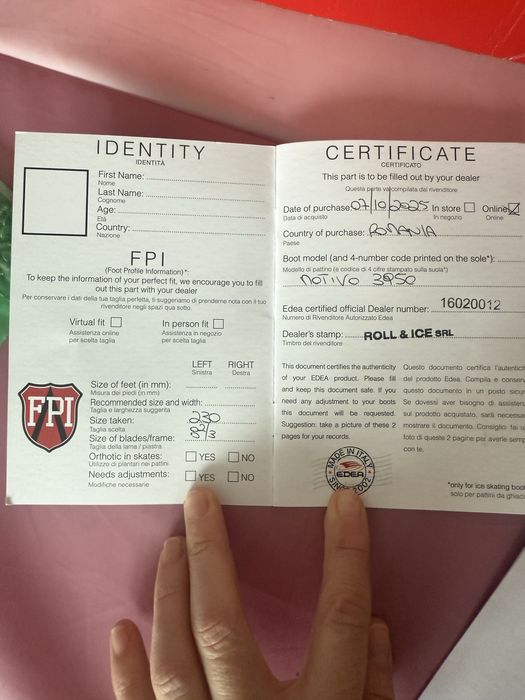 IDENTITY
IDENTITÀ
First Name:
Nome
Last Name:
Cognome
Age:
Età
Country:
Nazione
FPI
(Foot Profile Information)*:
To keep the information of your perfect fit, we encourage you to fill
out this part with your dealer
Per conservare i dati della tua taglia perfetta, ti suggeriamo di prenderne nota con il tuo
rivenditore negli spazi qua sotto.
Virtual fit
In person fit
Assistenza online
per scelta taglia
Assistenza in negozio
per scelta taglia
LEFT
RIGHT
Sinistra
Destra
Size of feet (in mm):
Misura dei piedi (in mm)
Recommended size and width:
Taglia e larghezza suggerita
Size taken: 230
Taglia scelta
Size of blades/frame: 8 2/3
Taglia della lama / piastra
Orthotic in skates: YES NO
Utilizzo di plantari nei pattini
Needs adjustments: YES NO
Modifiche necessarie
FPI
CERTIFICATE
CERTIFICATO
This part is to be filled out by your dealer
Questa parte va compilata dal rivenditore
Date of purchase 07/10/2025 In store Online
Data di acquisto In negozio Online
Country of purchase: ROMANIA
Paese
Boot model (and 4-number code printed on the sole*):
Modello di pattino (e codice di 4 cifre stampato sulla suola*)
MOTIVO 3950
Edea certified official Dealer number: 16020012
Numero di Rivenditore Autorizzato Edea
Dealer's stamp: ROLL & ICE SRL
Timbro del rivenditore
This document certifies the authenticity
of your EDEA product. Please fill
and keep this document safe. If you
need any adjustment to your boots
this document will be requested.
Suggestion: take a picture of these 2
pages for your records.
Questo documento certifica l'autentici
del prodotto Edea. Compila e conser
questo documento in un posto sicu
Se dovessi aver bisogno di assisten
sul prodotto acquistato, sarà necessa
mostrare il documento. Consiglio: fai u
foto di queste 2 pagine per averne semp
con te.
MADE IN ITALY
EDEA
SINCE 2002
*only for ice skating boot
solo per pattini da ghiac